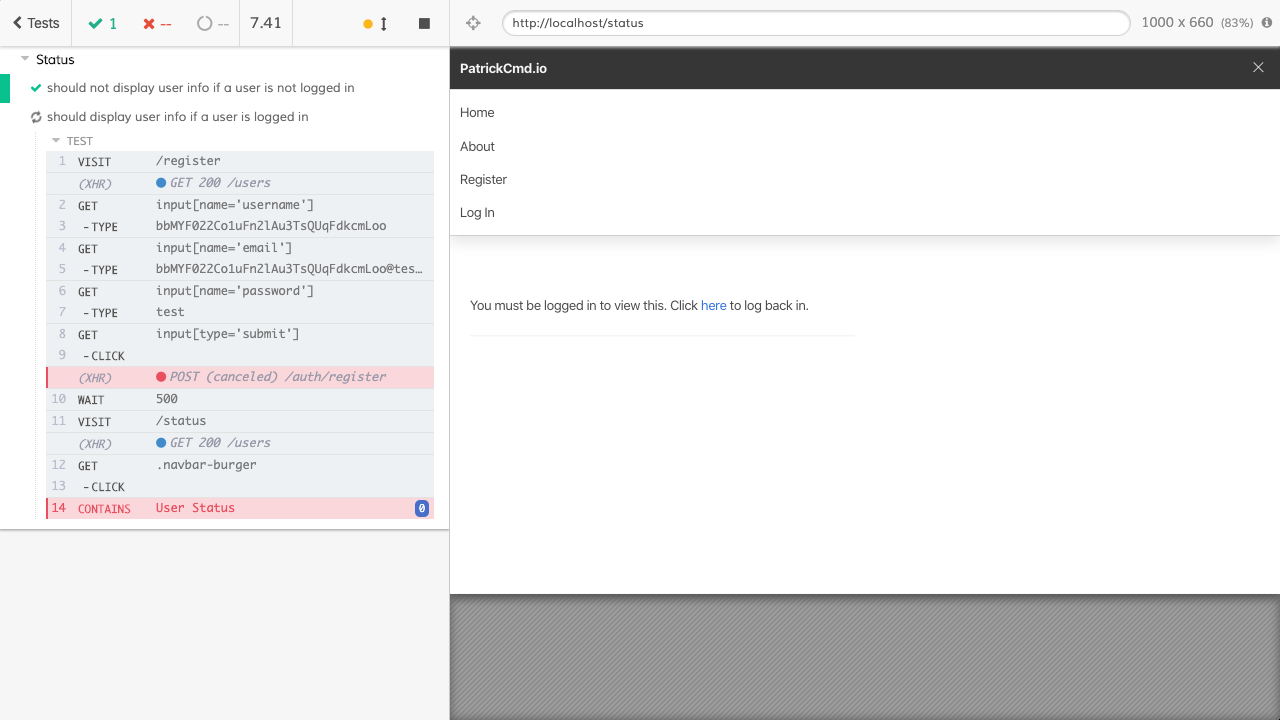 Tests 1 -- -- 7.41
http://localhost/status 1000 x 660 (83%)
Status
should not display user info if a user is not logged in
should display user info if a user is logged in
TEST
1 VISIT /register
(XHR) GET 200 /users
2 GET input[name='username']
3 -TYPE bbMYF022Co1uFn2lAu3TsQUqFdkcmLoo
4 GET input[name='email']
5 -TYPE bbMYF022Co1uFn2lAu3TsQUqFdkcmLoo@tes…
6 GET input[name='password']
7 -TYPE test
8 GET input[type='submit']
9 -CLICK
(XHR) POST (canceled) /auth/register
10 WAIT 500
11 VISIT /status
(XHR) GET 200 /users
12 GET .navbar-burger
13 -CLICK
14 CONTAINS User Status 0
PatrickCmd.io
Home
About
Register
Log In
You must be logged in to view this. Click here to log back in.